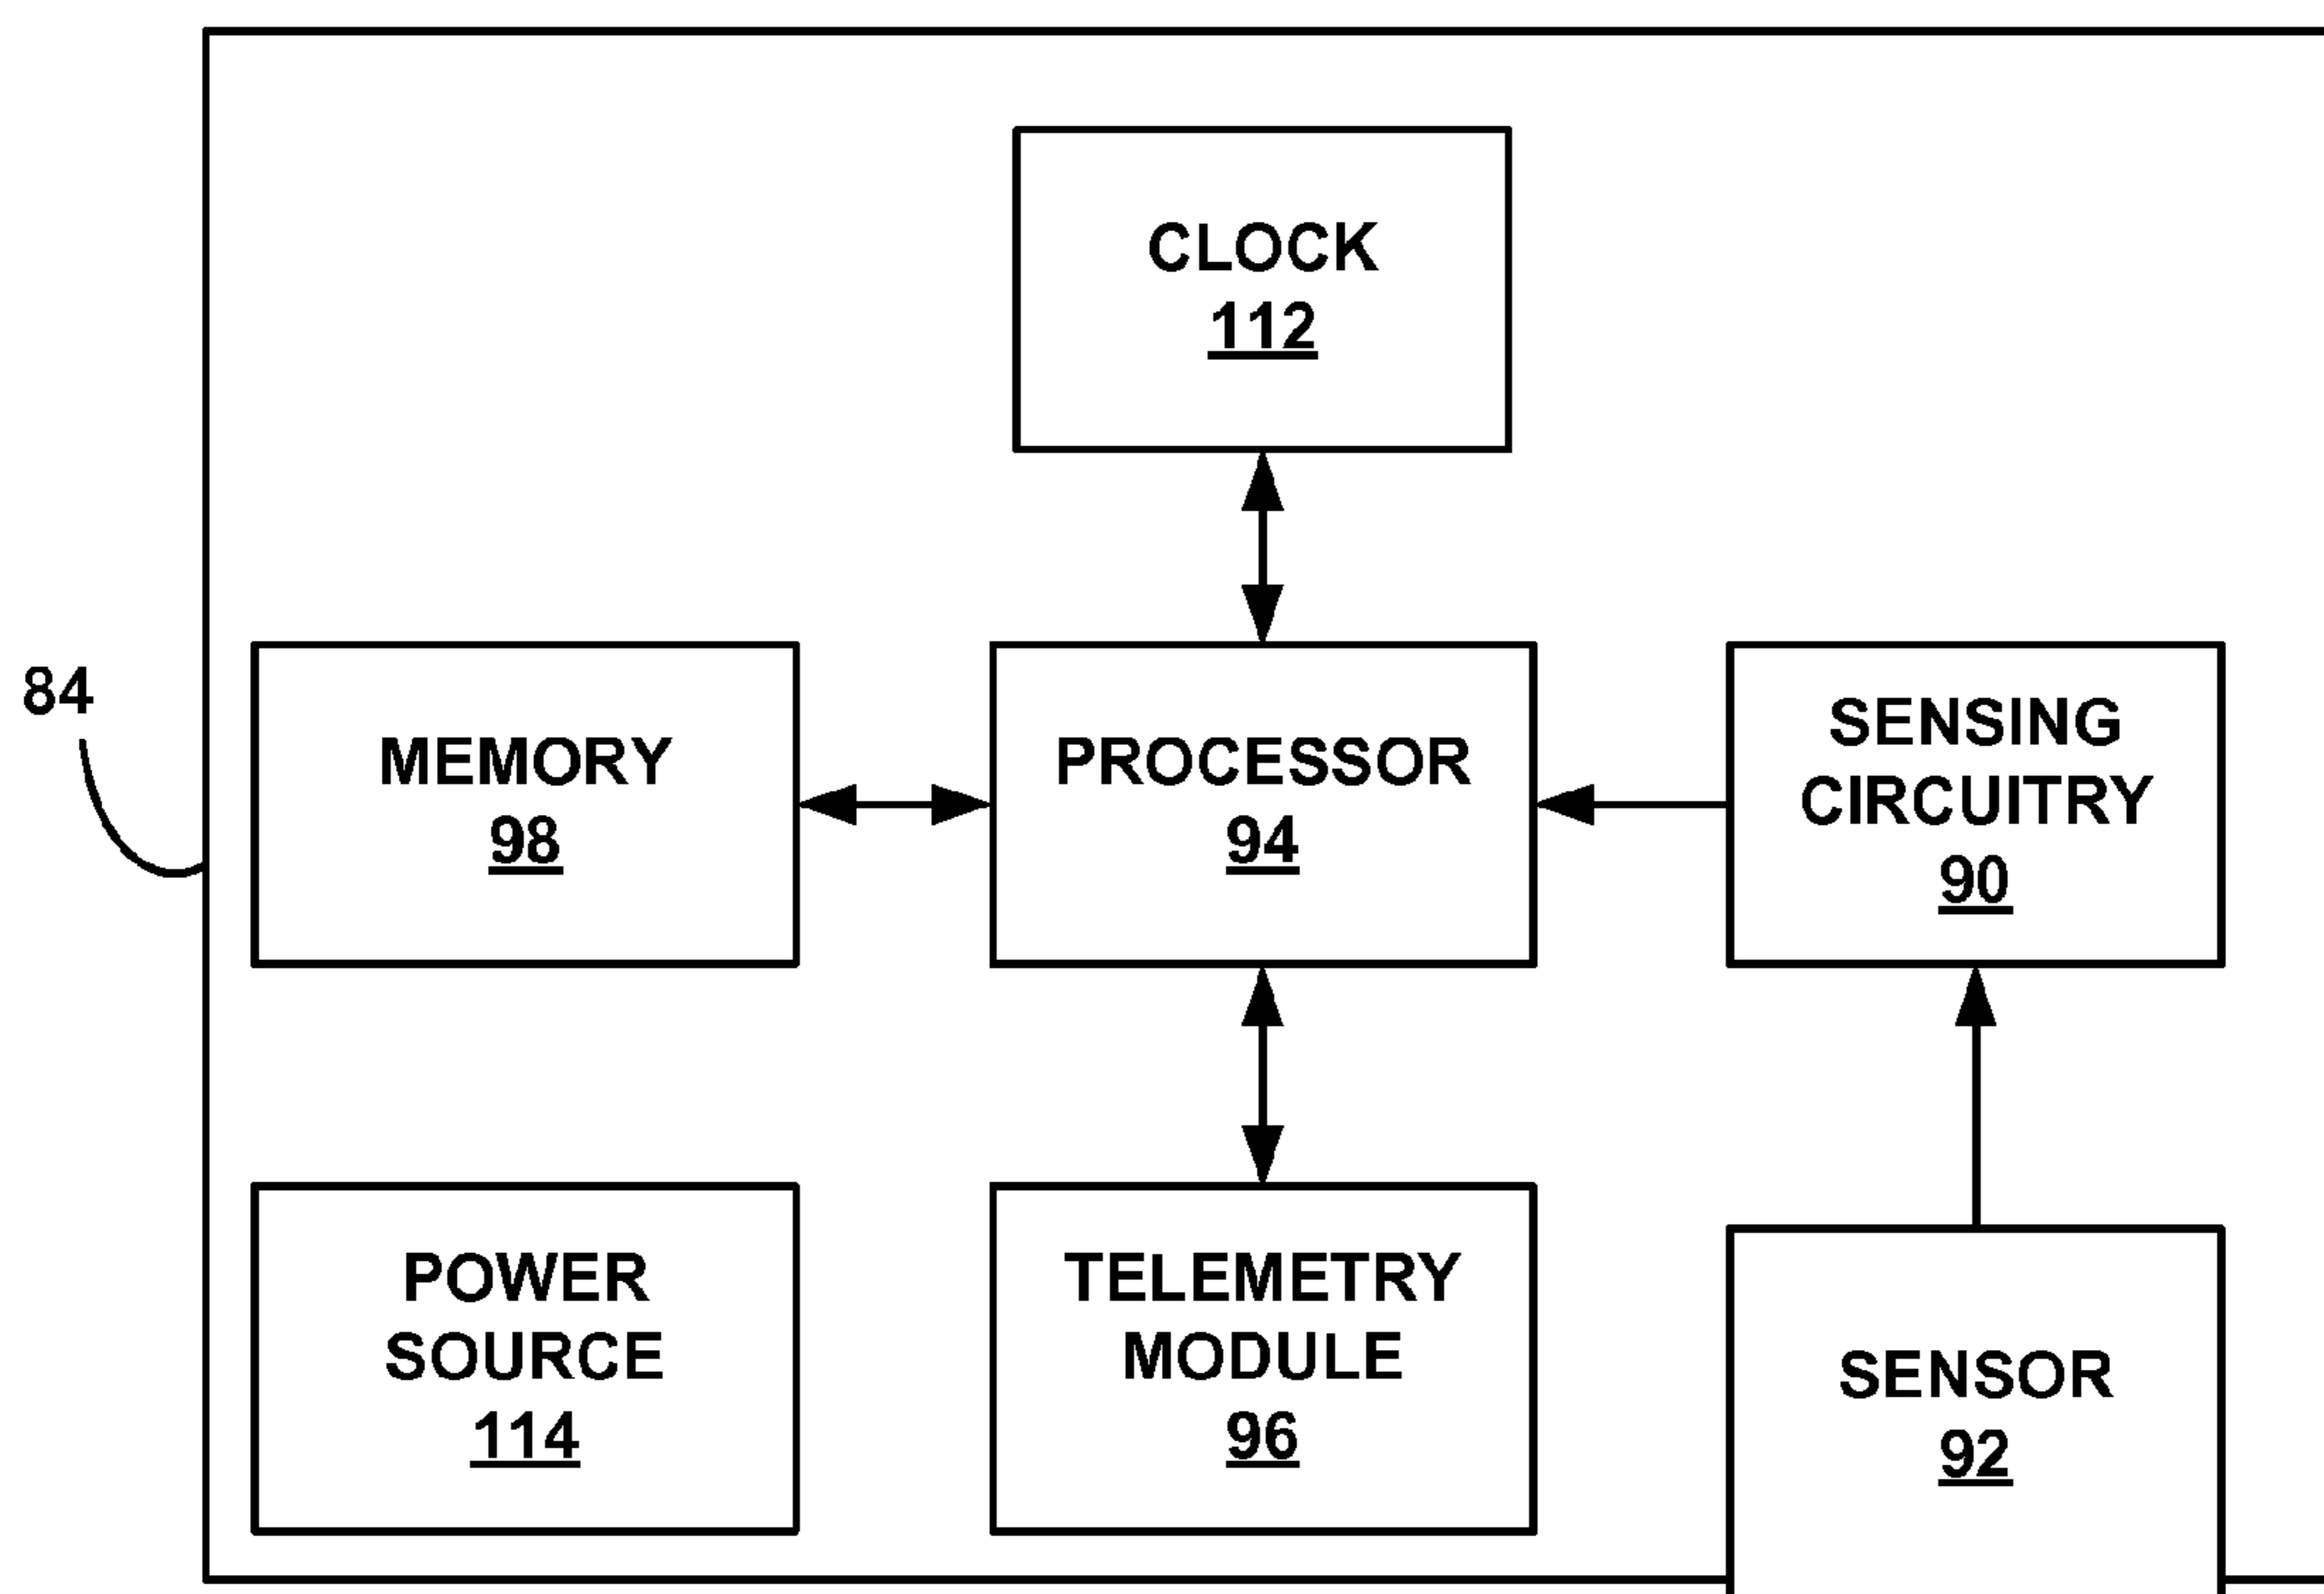 CLOCK
112
84
MEMORY
98
PROCESSOR
94
SENSING
CIRCUITRY
90
POWER
SOURCE
114
TELEMETRY
MODULE
96
SENSOR
92